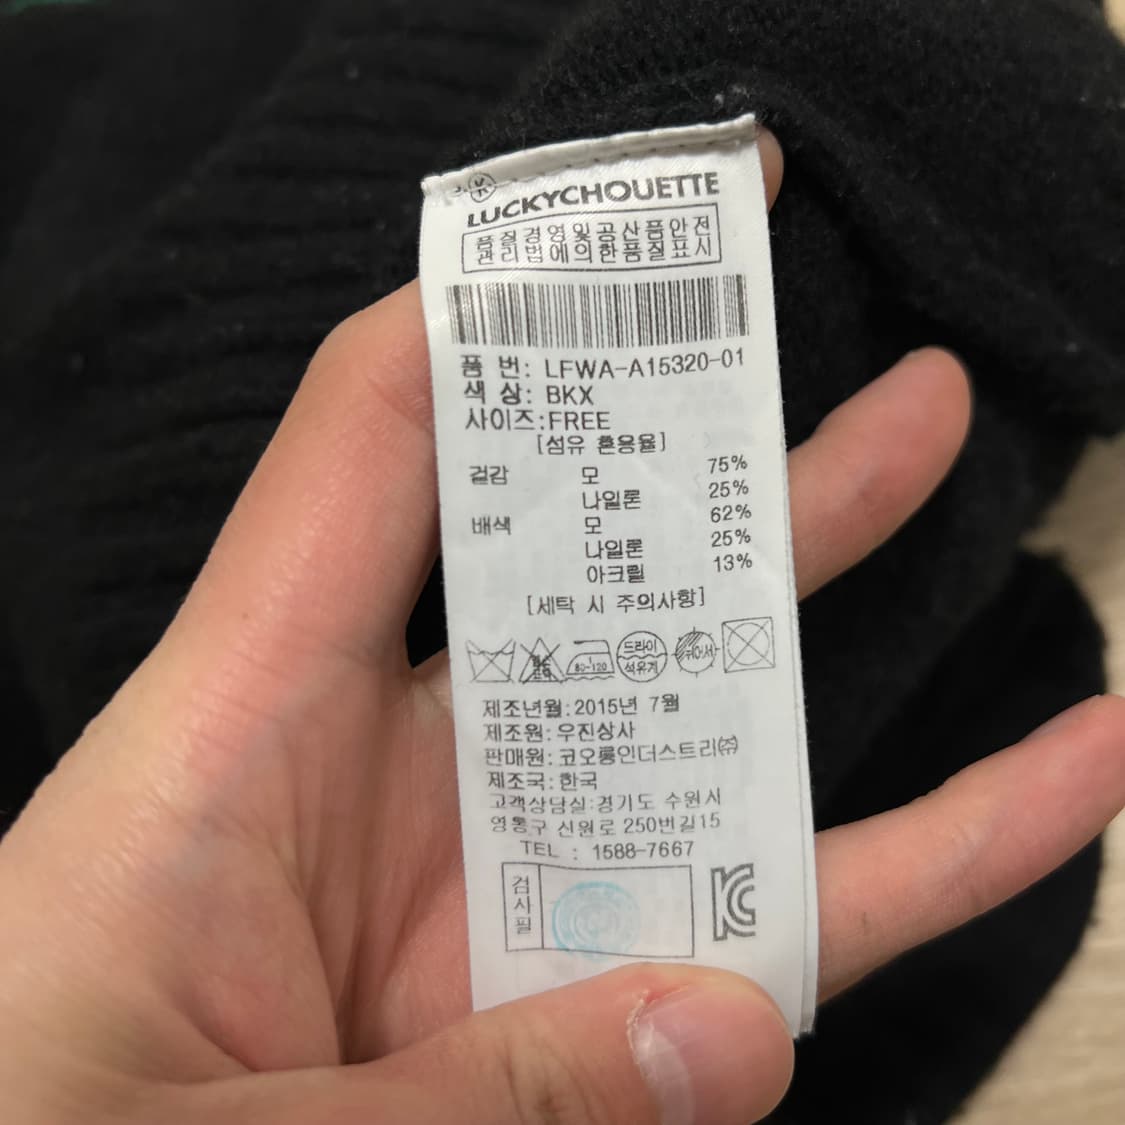 LUCKYCHOUETTE
품질경영및공산품안전
관리법에의한품질표시
품 번: LFWA-A15320-01
색 상: BKX
사이즈:FREE
[섬유 혼용율]
걸감 모 75%
나일론 25%
배색 모 62%
나일론 25%
아크릴 13%
[세탁 시 주의사항]
80-120
드라이
석유계
뉘어서
제조년월:2015년 7월
제조원:우진상사
판매원:코오롱인더스트리㈜
제조국:한국
고객상담실:경기도 수원시
영통구 신원로 250번길15
TEL : 1588-7667
검사필
KC